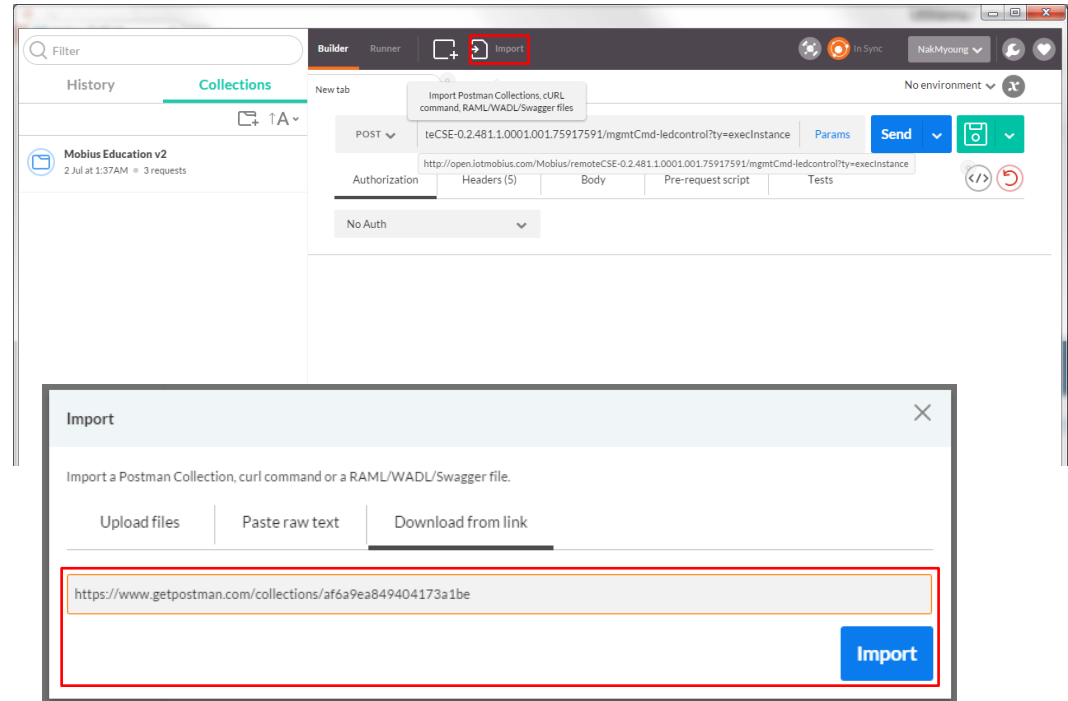 Filter
Builder
Runner
Import
In Sync
NakMyoung
History
Collections
New tab
Import Postman Collections, cURL
command, RAML/WADL/Swagger files
No environment
x
↑A
POST
teCSE-0.2.481.1.0001.001.75917591/mgmtCmd-ledcontrol?ty=execInstance
Params
Send
http://open.iotmobius.com/Mobius/remoteCSE-0.2.481.1.0001.001.75917591/mgmtCmd-ledcontrol?ty=execInstance
Mobius Education v2
2 Jul at 1:37AM
3 requests
Authorization
Headers (5)
Body
Pre-request script
Tests
</>
No Auth
Import
Import a Postman Collection, curl command or a RAML/WADL/Swagger file.
Upload files
Paste raw text
Download from link
https://www.getpostman.com/collections/af6a9ea849404173a1be
Import